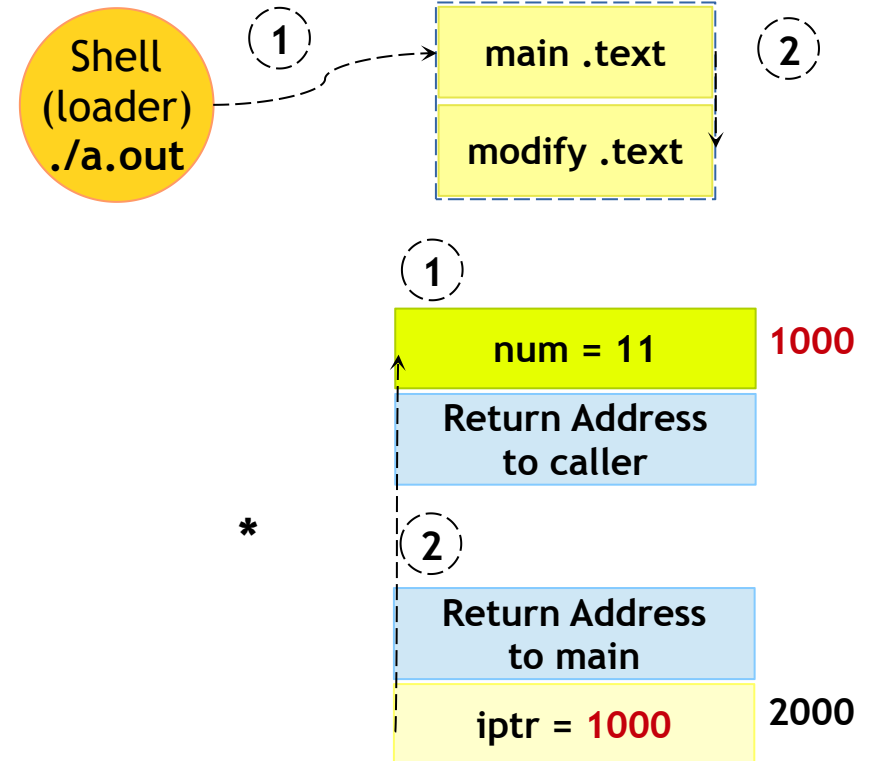 Shell
(loader)
./a.out
1
main .text
2
modify .text
1
num = 11
1000
Return Address
to caller
*
2
Return Address
to main
iptr = 1000
2000